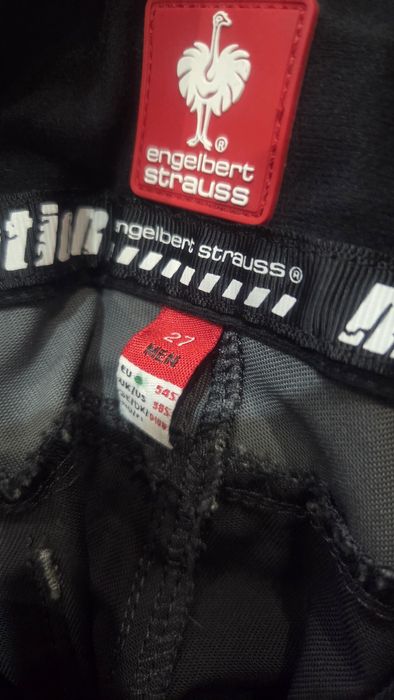 ®
engelbert
strauss
engelbert strauss®
27
MEN
EU
54S
UK/US
38S